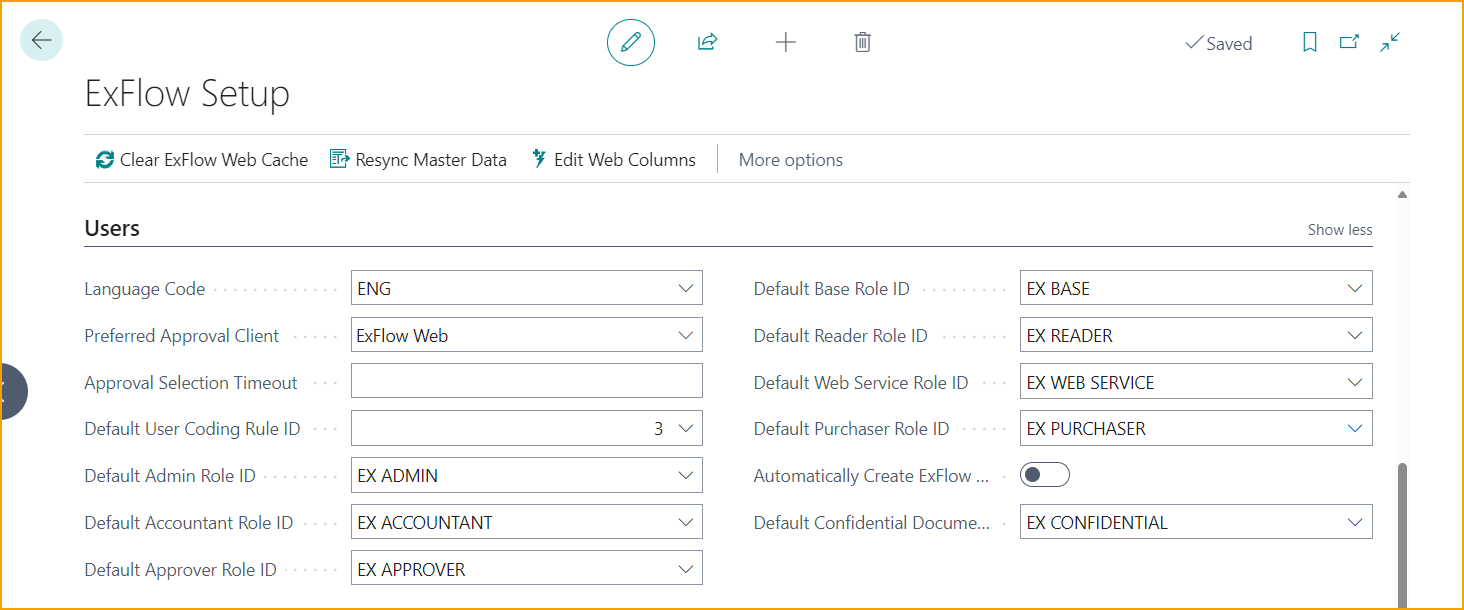 Saved
ExFlow Setup
Clear ExFlow Web Cache Resync Master Data Edit Web Columns More options
Users Show less
Language Code ENG
Preferred Approval Client ExFlow Web
Approval Selection Timeout
Default User Coding Rule ID 3
Default Admin Role ID EX ADMIN
Default Accountant Role ID EX ACCOUNTANT
Default Approver Role ID EX APPROVER
Default Base Role ID EX BASE
Default Reader Role ID EX READER
Default Web Service Role ID EX WEB SERVICE
Default Purchaser Role ID EX PURCHASER
Automatically Create ExFlow ...
Default Confidential Docume... EX CONFIDENTIAL